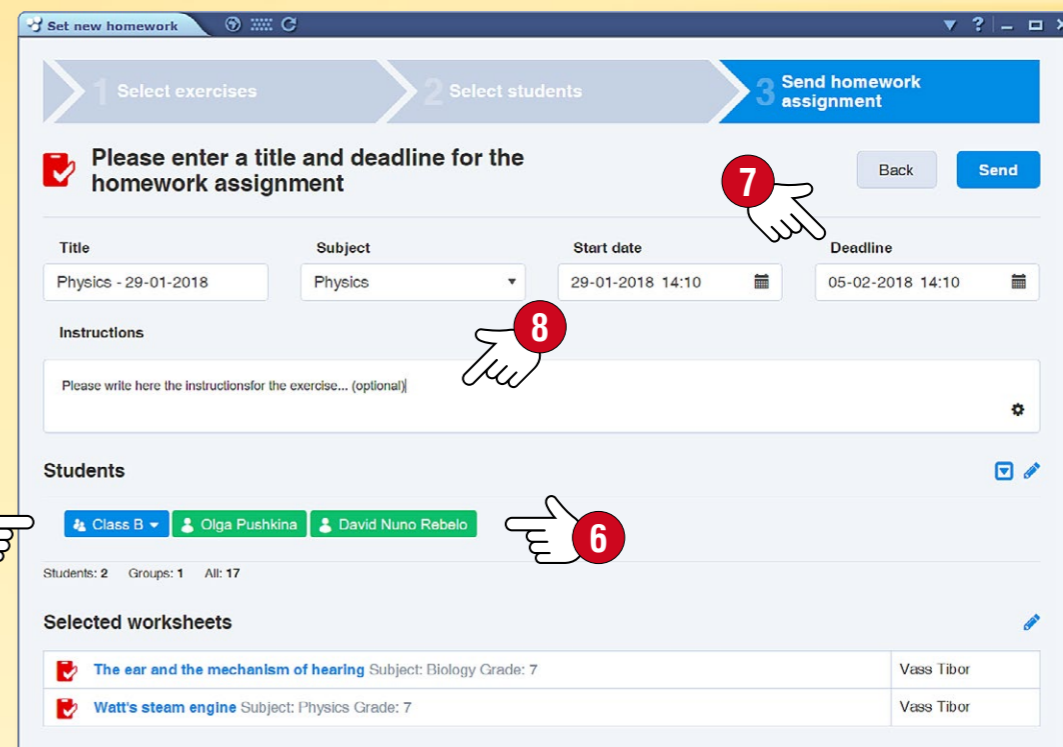 Set new homework
?
1 Select exercises
2 Select students
3 Send homework
assignment
Please enter a title and deadline for the
homework assignment
7
Back
Send
Title
Subject
Start date
Deadline
Physics - 29-01-2018
Physics
29-01-2018 14:10
05-02-2018 14:10
8
Instructions
Please write here the instructionsfor the exercise... (optional)
Students
Class B
Olga Pushkina
David Nuno Rebelo
6
Students: 2 Groups: 1 All: 17
Selected worksheets
The ear and the mechanism of hearing Subject: Biology Grade: 7
Vass Tibor
Watt's steam engine Subject: Physics Grade: 7
Vass Tibor